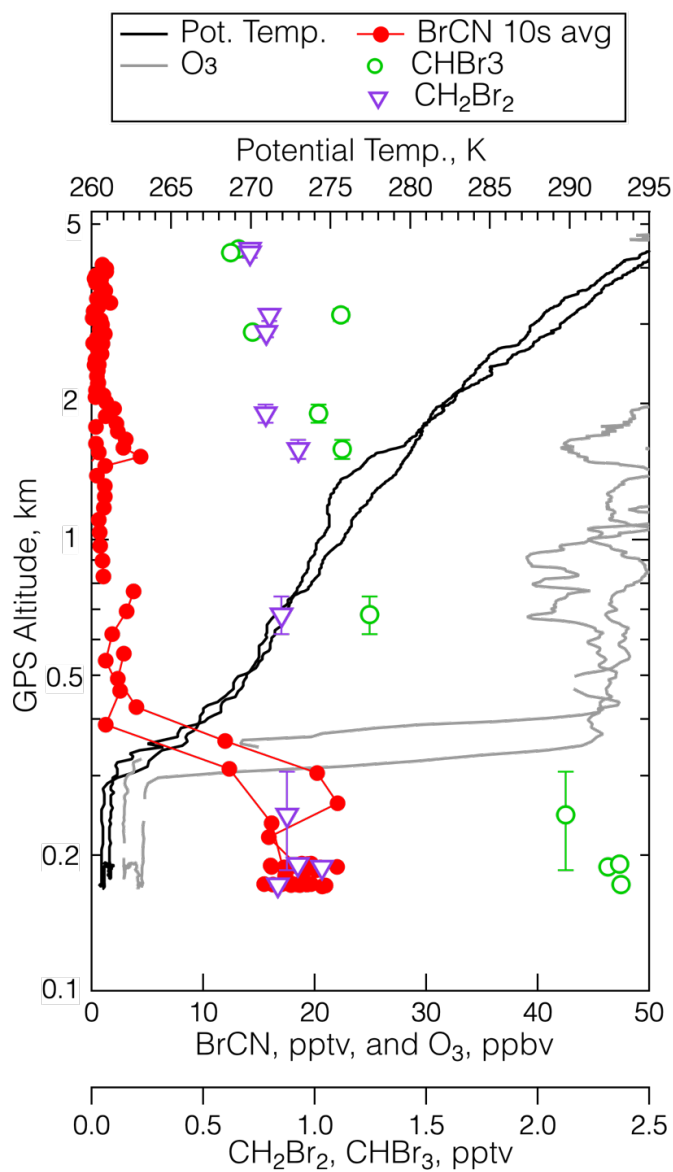 Pot. Temp.
BrCN 10s avg
O3
CHBr3
CH2Br2
Potential Temp., K
260 265 270 275 280 285 290 295
5
2
1
0.5
0.2
0.1
GPS Altitude, km
0 10 20 30 40 50
BrCN, pptv, and O3, ppbv
0.0 0.5 1.0 1.5 2.0 2.5
CH2Br2, CHBr3, pptv